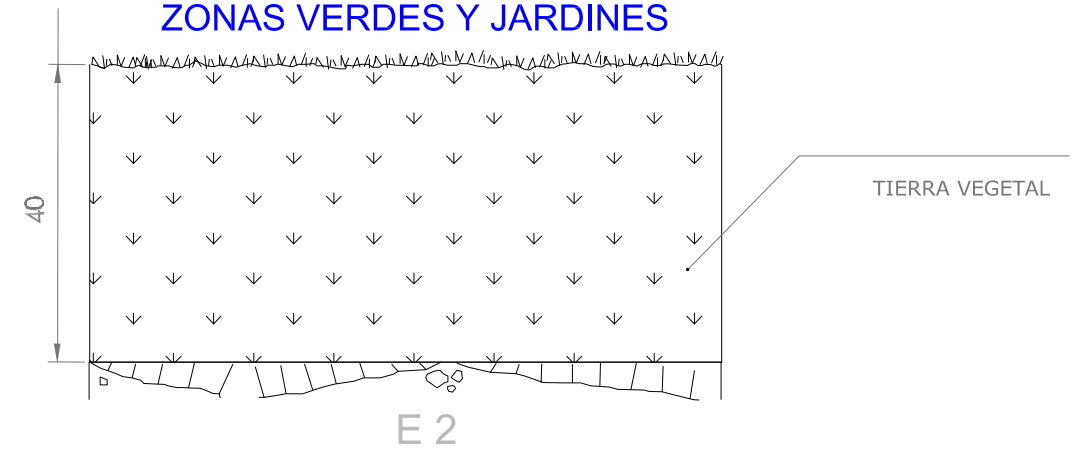 ZONAS VERDES Y JARDINES
40
TIERRA VEGETAL
E 2